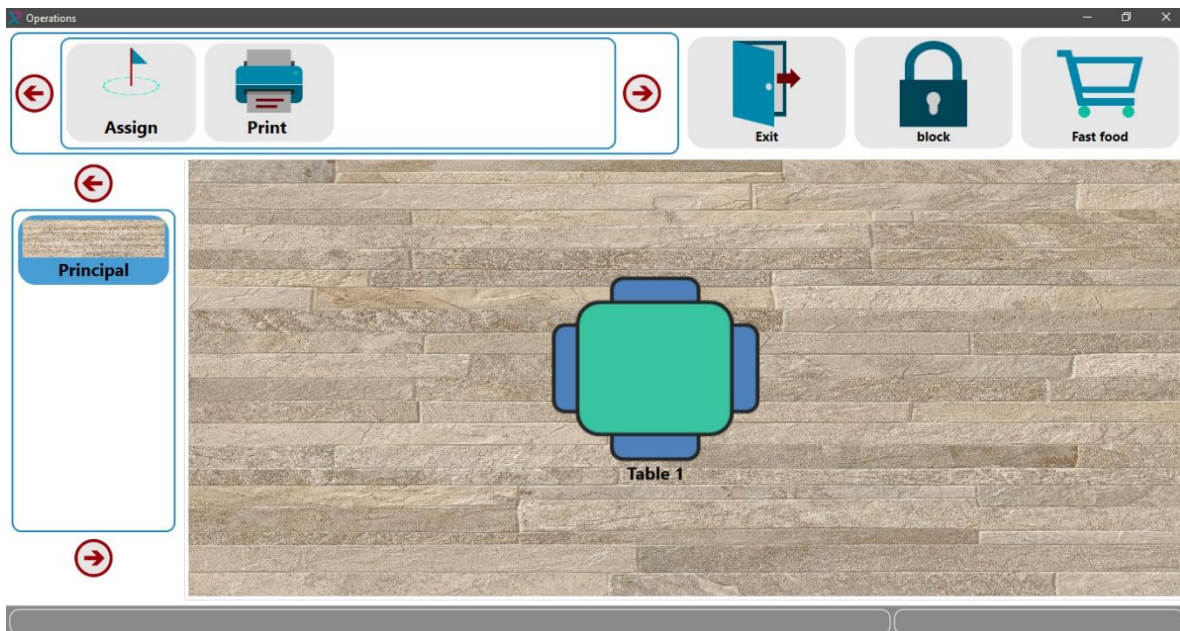 Operations
Assign
Print
Exit
block
Fast food
Principal
Table 1